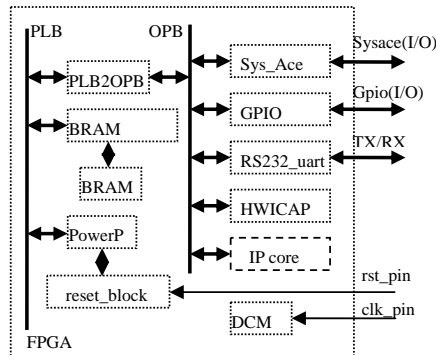 PLB
OPB
Sysace(I/O)
PLB2OPB
Sys_Ace
Gpio(I/O)
BRAM
GPIO
TX/RX
BRAM
RS232_uart
HWICAP
PowerP
IP core
rst_pin
reset_block
clk_pin
DCM
FPGA